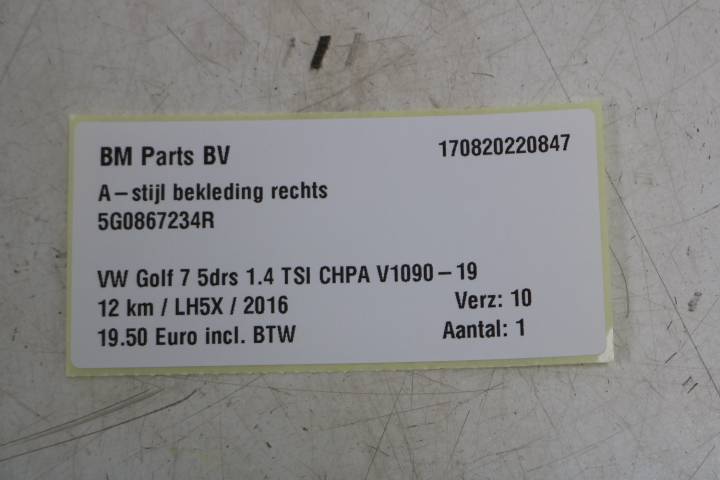 BM Parts BV 170820220847
A-stijl bekleding rechts
5G0867234R
VW Golf 7 5drs 1.4 TSI CHPA V1090-19
12 km / LH5X / 2016 Verz: 10
19.50 Euro incl. BTW Aantal: 1